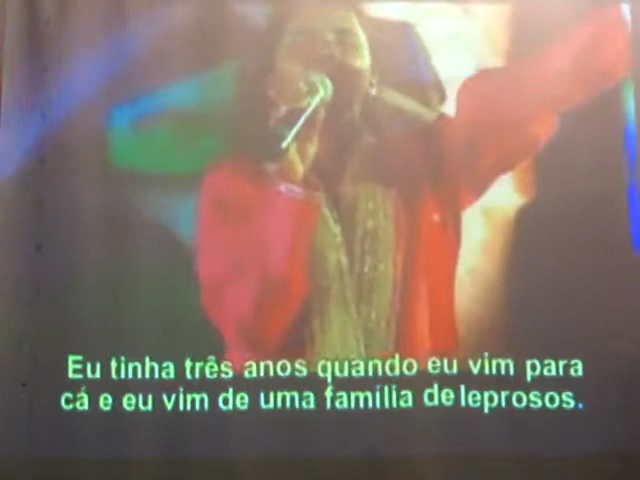 Eu tinha três anos quando eu vim para
cá e eu vim de uma família de leprosos.